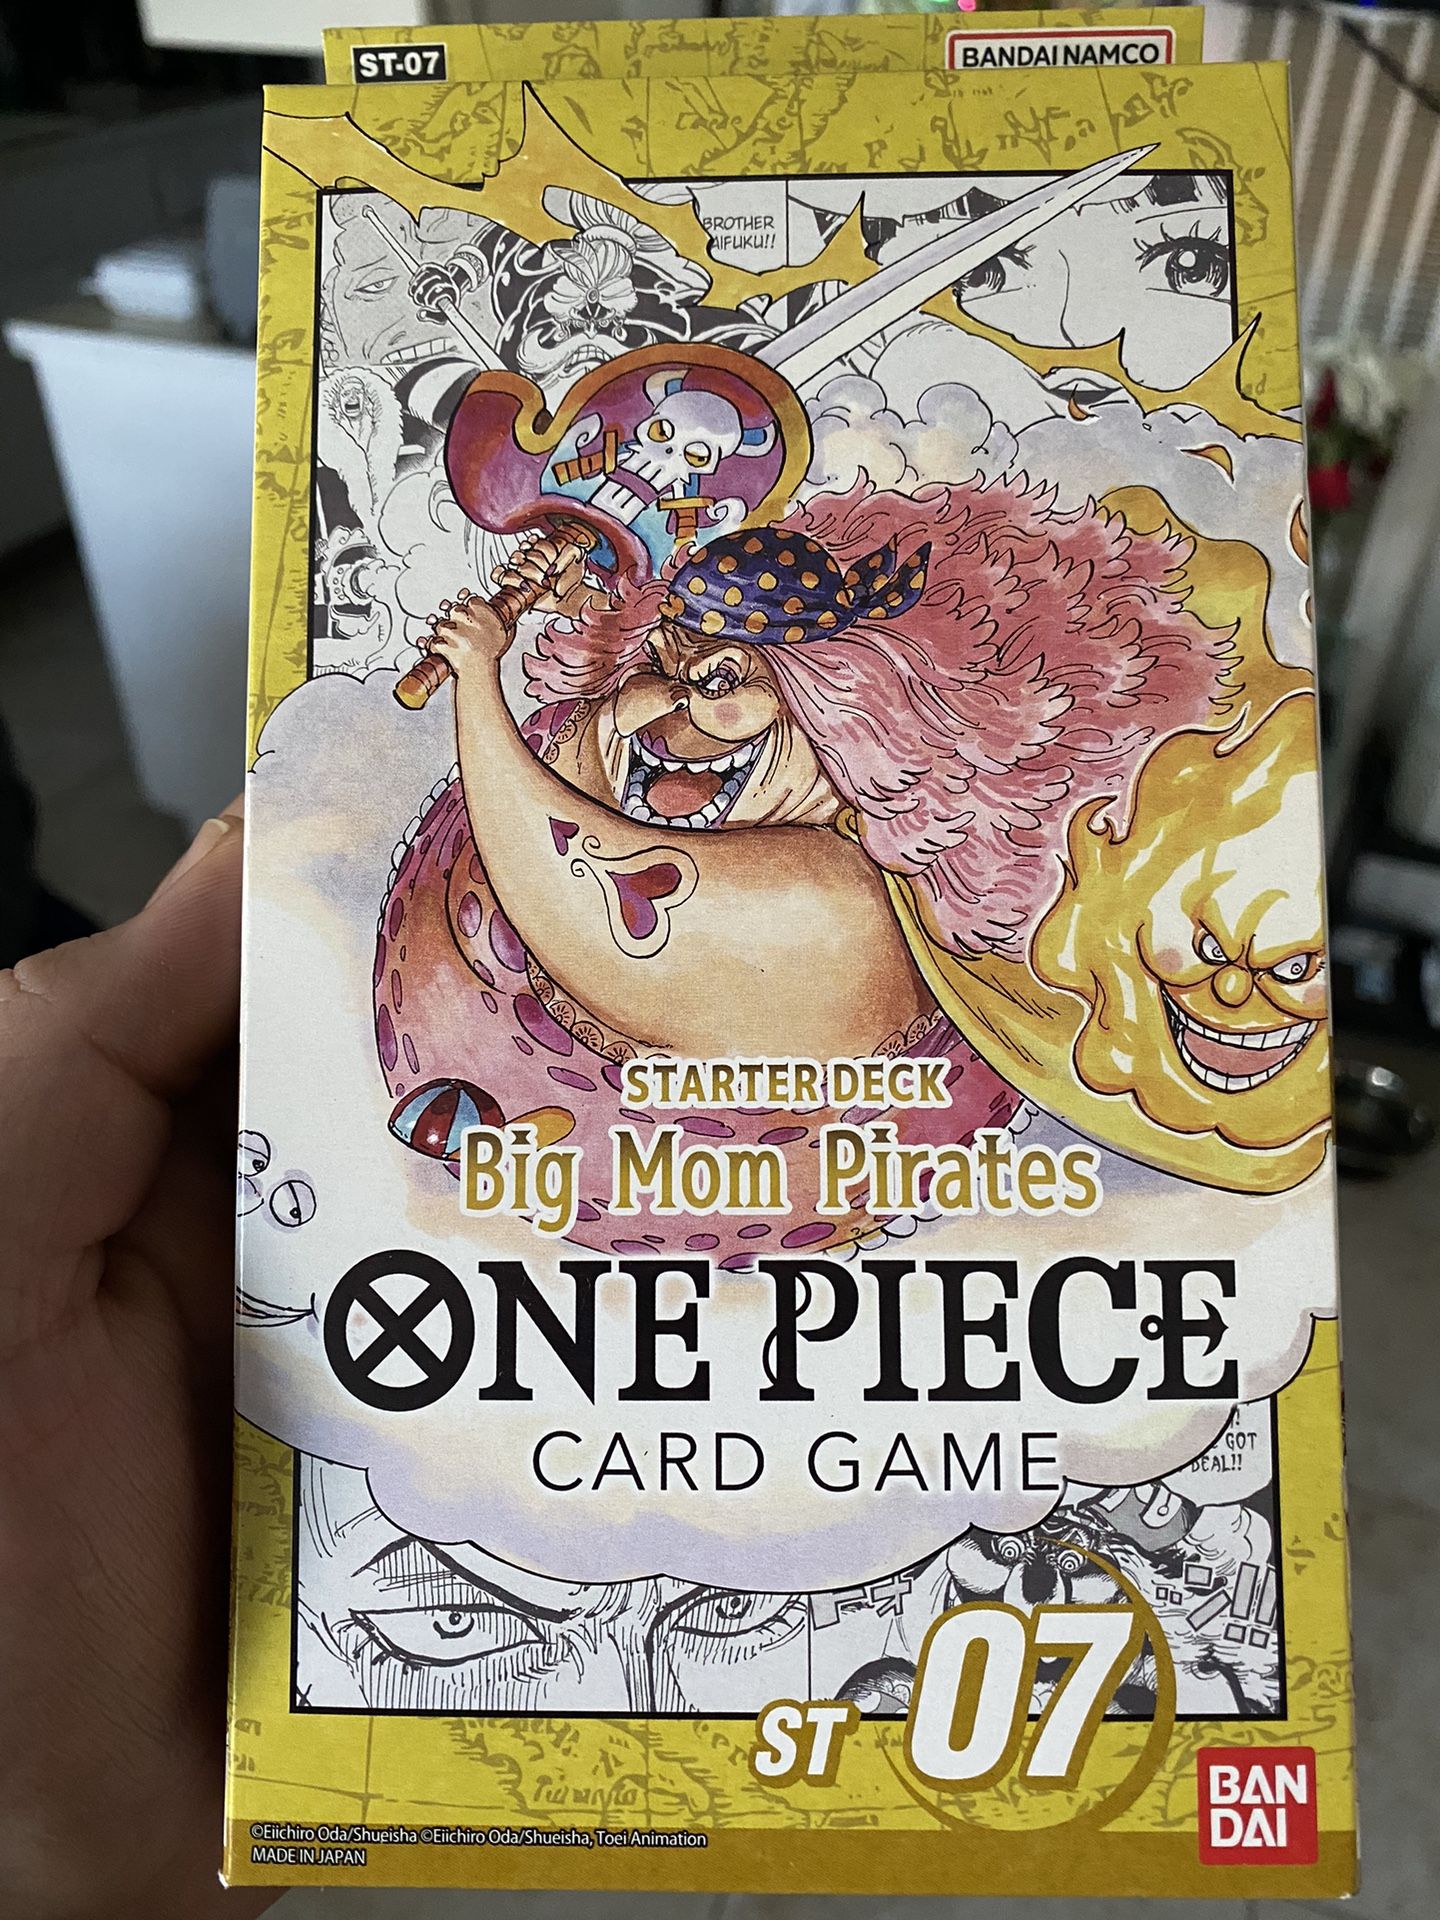 ST-07
BANDAI NAMCO
BROTHER
AIFUKU!!
STARTER DECK
Big Mom Pirates
ONE PIECE
CARD GAME
GOT
DEAL!!
ST 07
BAN
DAI
©Eiichiro Oda/Shueisha ©Eiichiro Oda/Shueisha, Toei Animation
MADE IN JAPAN